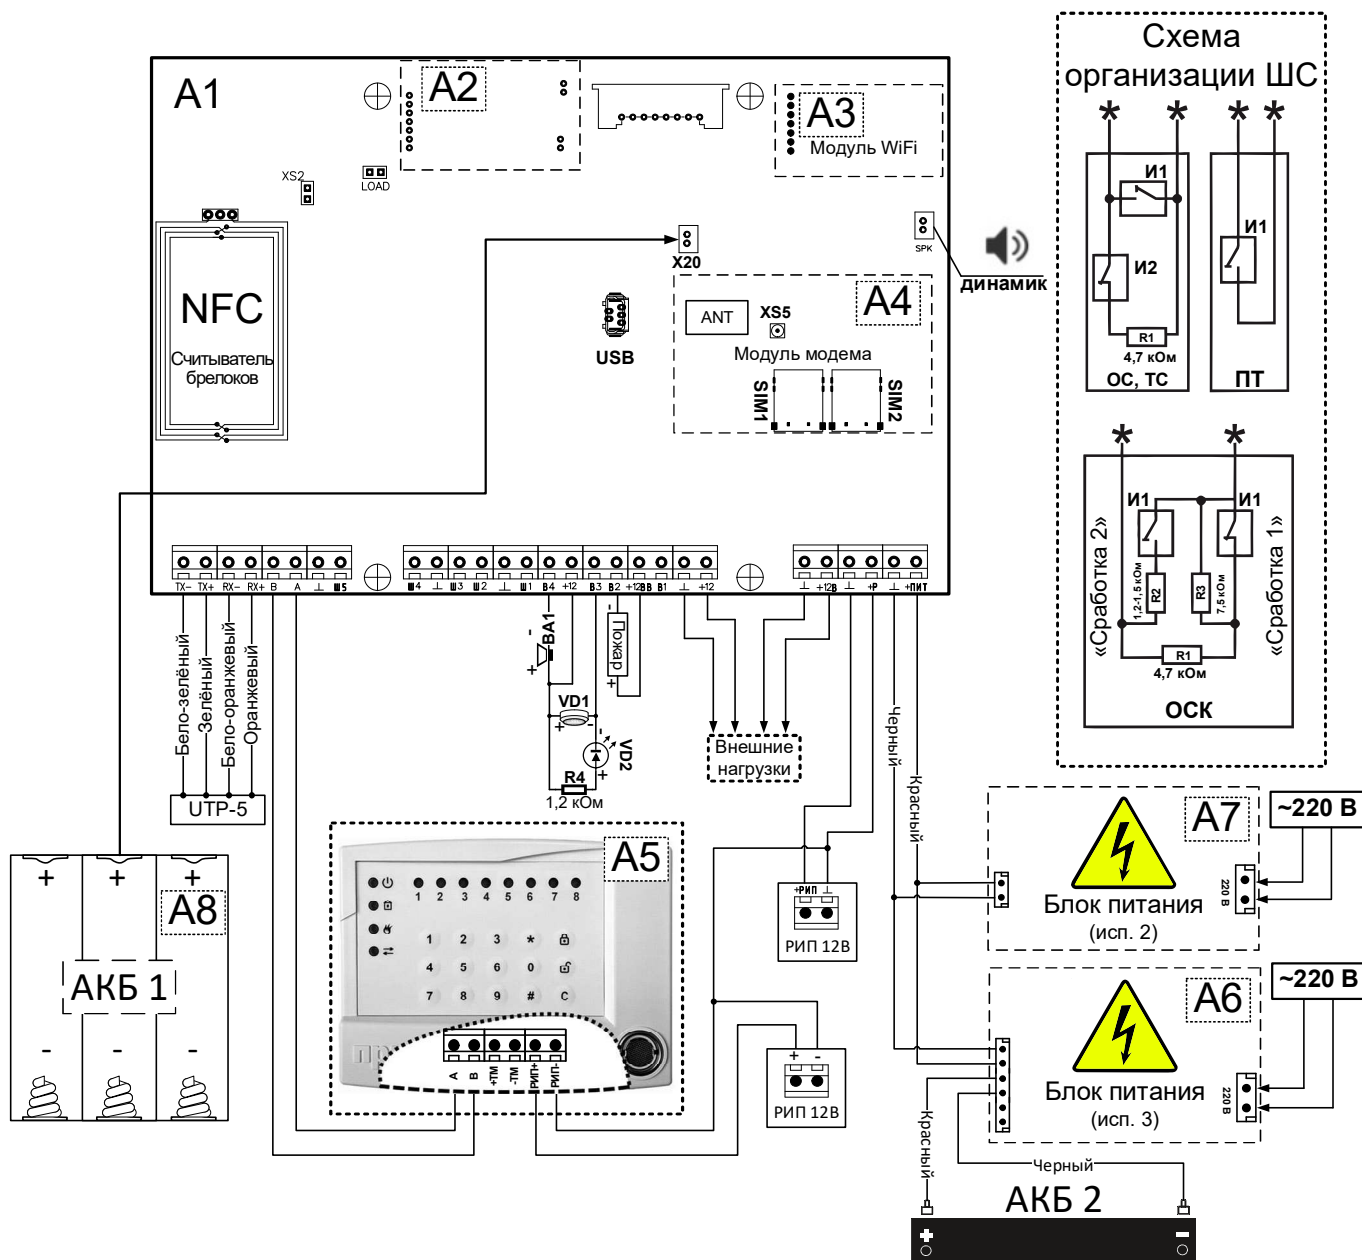 A1
A2
A3
Модуль WiFi
XS2
LOAD
NFC
Считыватель
брелоков
X20
USB
SPK
динамик
A4
ANT
XS5
Модуль модема
SIM1
SIM2
Схема
организации ШС
* * * *
И1
И2
R1
4,7 кОм
ОС, ТС
И1
ПТ
* *
«Сработка 2»
И1
И1
1,2-1,5 кОм
R2
R3
7,5 кОм
R1
4,7 кОм
«Сработка 1»
ОСК
TX- TX+ RX- RX+ B A ⊥ Ш5
Ш4 ⊥ Ш3 Ш2 ⊥ Ш1 В4 +12 В3 В2 +12ВВ В1 ⊥ +12
⊥ +12В ⊥ +Р ⊥ +ПИТ
Бело-зелёный
Зелёный
Бело-оранжевый
Оранжевый
UTP-5
- BA1 +
- Пожар +
VD1
+ -
- VD2 +
R4
1,2 кОм
Внешние
нагрузки
Черный
Красный
+РИП ⊥
РИП 12В
+ -
РИП 12В
A5
1 2 3 4 5 6 7 8
1 2 3 *
4 5 6 0
7 8 9 # C
пр
A B +ТМ -ТМ РИП+ РИП-
A8
+ + +
АКБ 1
- - -
A7
Блок питания
(исп. 2)
220 В
~220 В
A6
Блок питания
(исп. 3)
220 В
~220 В
Красный
Черный
АКБ 2
+ -